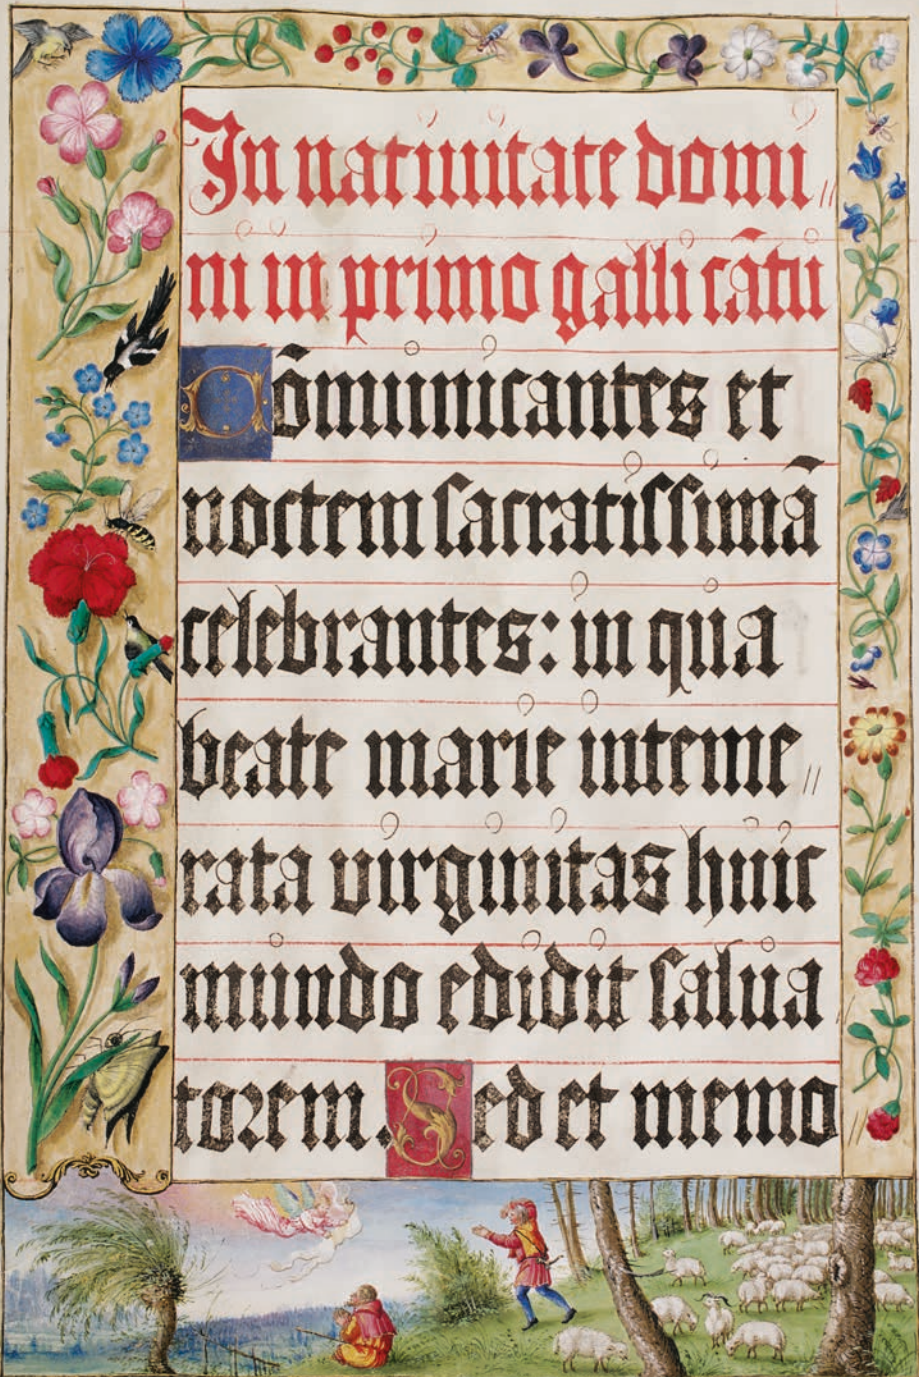 In natiuitate domi//
ni in primo galli cātu
Cōmunicantes et
noctem sacratissimā
celebrantes: in qua
beate marie inteme//
rata uirginitas huic
mundo edidit salua
torem. Sed et memo//